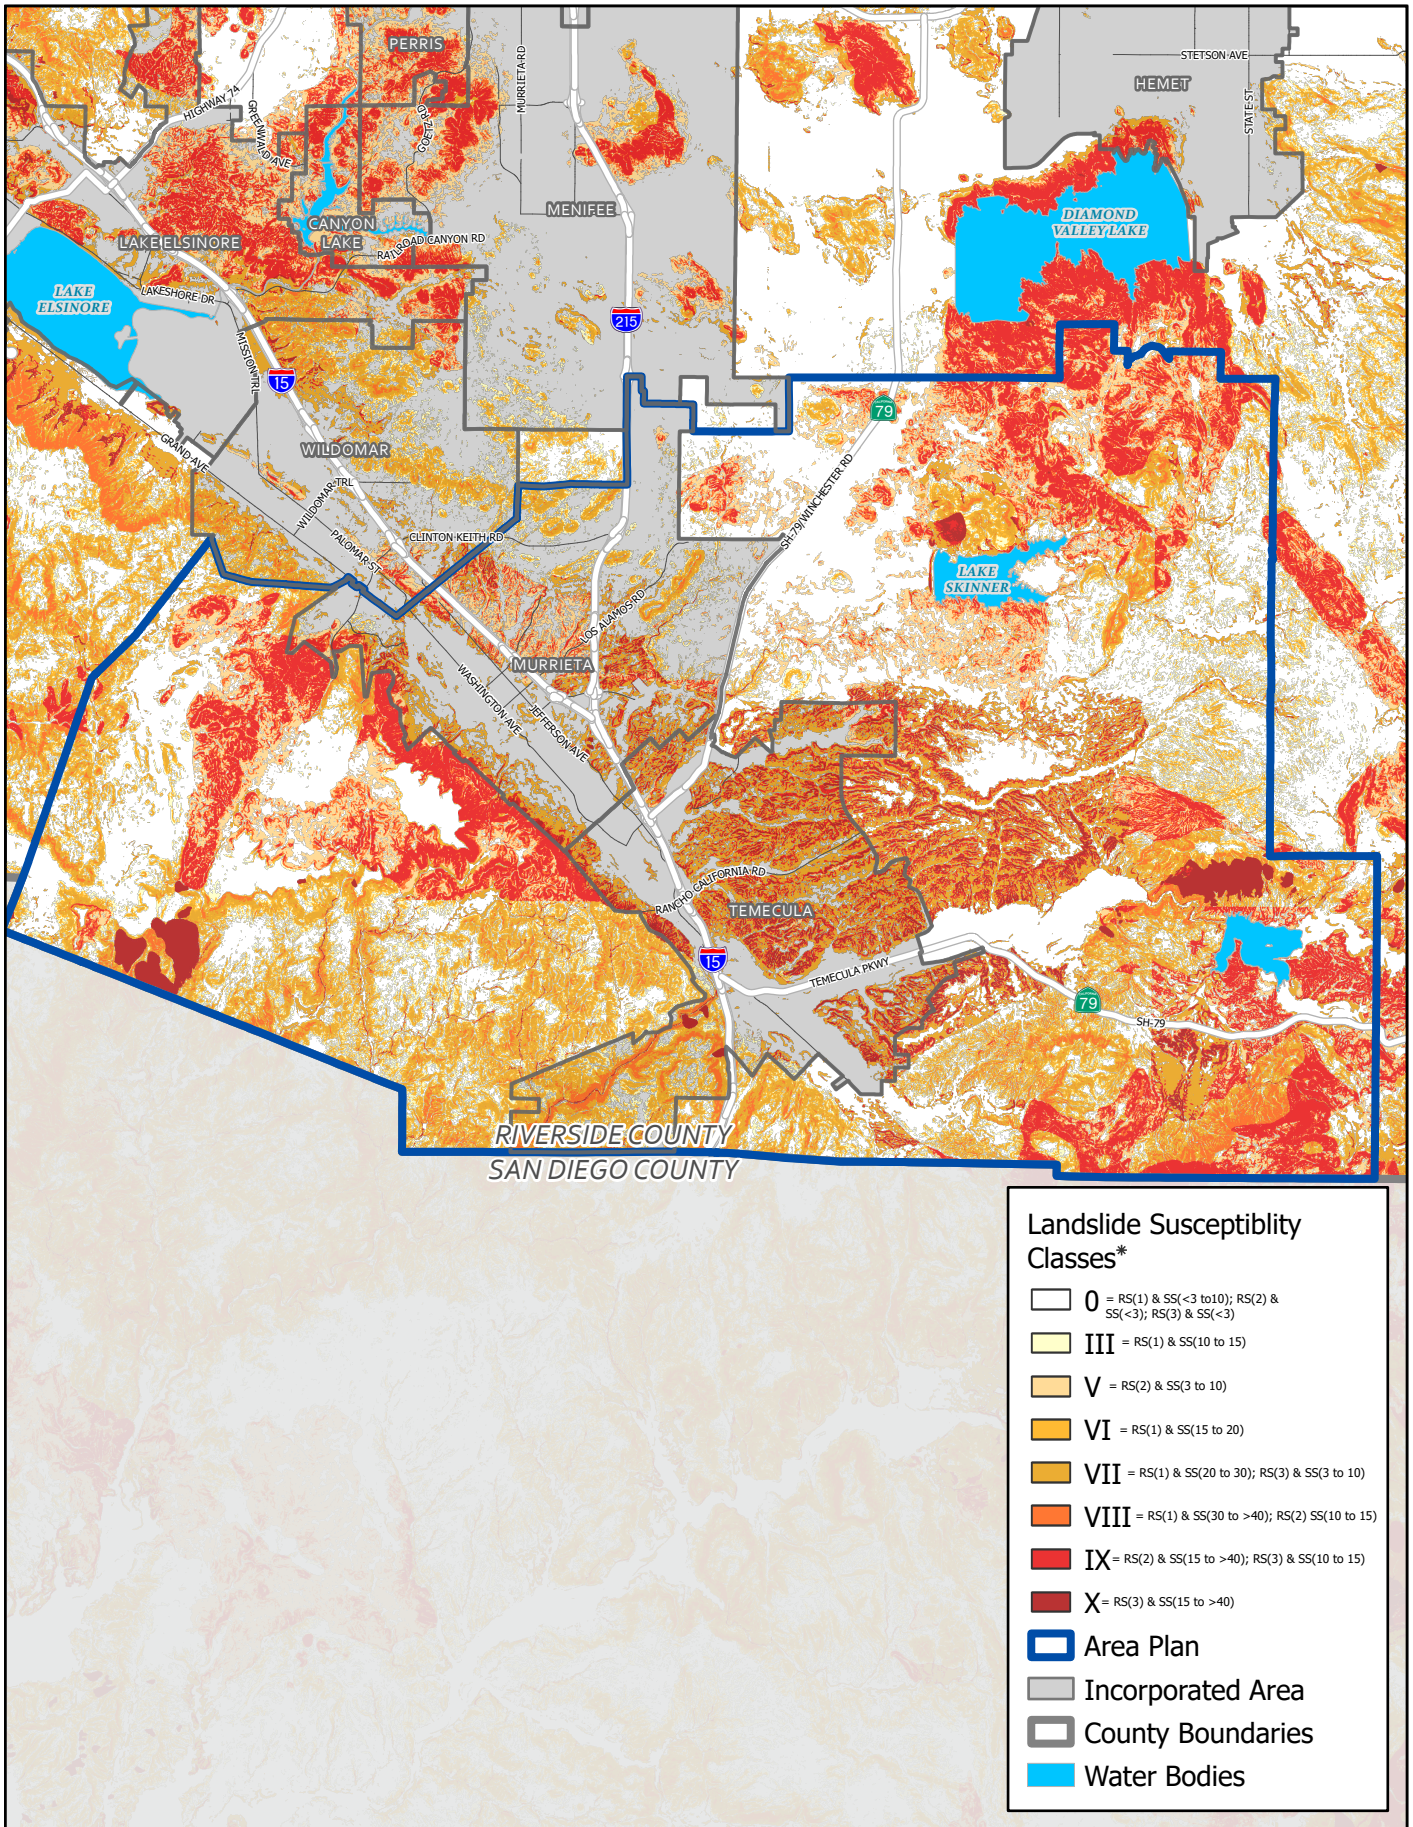 PERRIS
MURRIETA RD
STETSON AVE
HEMET
HIGHWAY 74
GREENWALD AVE
GOETZ RD
STATE ST
MENIFEE
CANYON
LAKE
DIAMOND
VALLEY LAKE
LAKE ELSINORE
RAILROAD CANYON RD
LAKE
ELSINORE
LAKESHORE DR
215
MISSION TRL
15
CALIFORNIA
79
GRAND AVE
WILDOMAR
SH-79/WINCHESTER RD
WILDOMAR TRL
PALOMAR ST
CLINTON KEITH RD
LAKE
SKINNER
LOS ALAMOS RD
MURRIETA
WASHINGTON AVE
JEFFERSON AVE
RANCHO CALIFORNIA RD
TEMECULA
15
TEMECULA PKWY
CALIFORNIA
79
SH-79
RIVERSIDE COUNTY
SAN DIEGO COUNTY
Landslide Susceptiblity
Classes*
0 = RS(1) & SS(<3 to10); RS(2) &
SS(<3); RS(3) & SS(<3)
III = RS(1) & SS(10 to 15)
V = RS(2) & SS(3 to 10)
VI = RS(1) & SS(15 to 20)
VII = RS(1) & SS(20 to 30); RS(3) & SS(3 to 10)
VIII = RS(1) & SS(30 to >40); RS(2) SS(10 to 15)
IX = RS(2) & SS(15 to >40); RS(3) & SS(10 to 15)
X = RS(3) & SS(15 to >40)
Area Plan
Incorporated Area
County Boundaries
Water Bodies